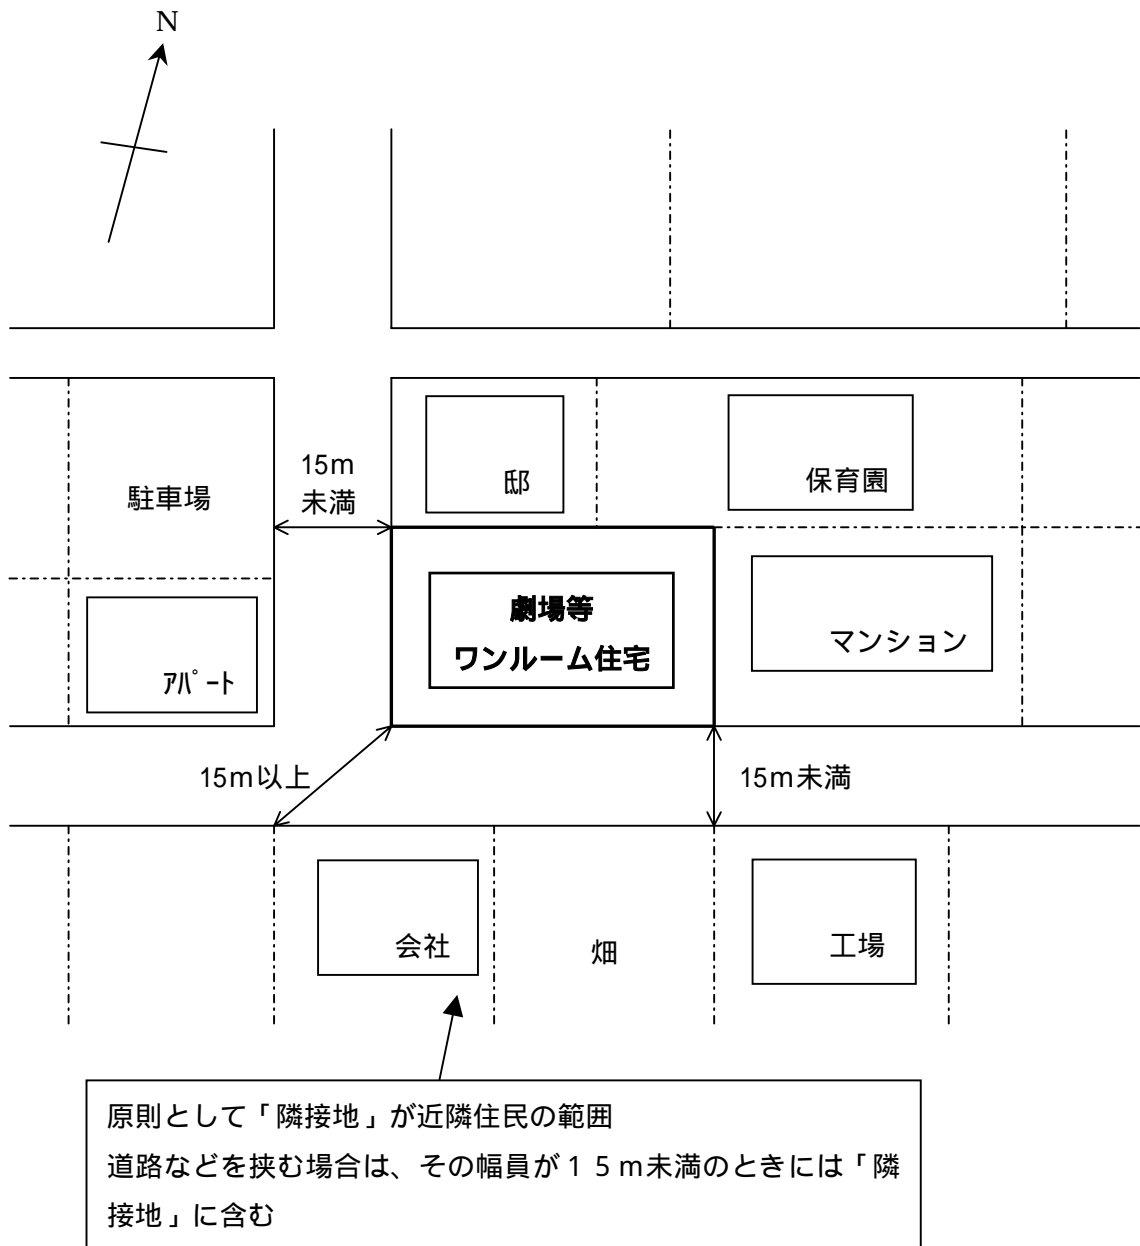 N
15m
未満
邸
保育園
駐車場
劇場等
ワンルーム住宅
マンション
ｱﾊﾟｰﾄ
15m以上
15m未満
会社
畑
工場
原則として「隣接地」が近隣住民の範囲
道路などを挟む場合は、その幅員が１５ｍ未満のときには「隣
接地」に含む